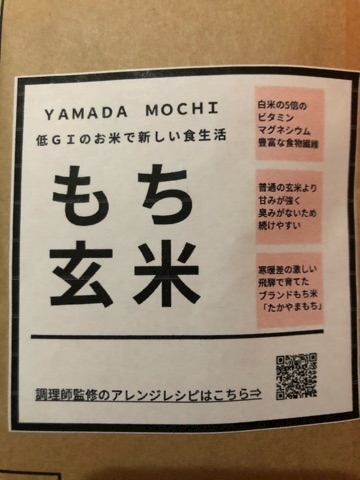 YAMADA MOCHI
低GIのお米で新しい食生活
もち
玄米
白米の5倍の
ビタミン
マグネシウム
豊富な食物繊維
普通の玄米より
甘みが強く
臭みがないため
続けやすい
寒暖差の激しい
飛騨で育てた
ブランドもち米
「たかやまもち」
調理師監修のアレンジレシピはこちら⇒